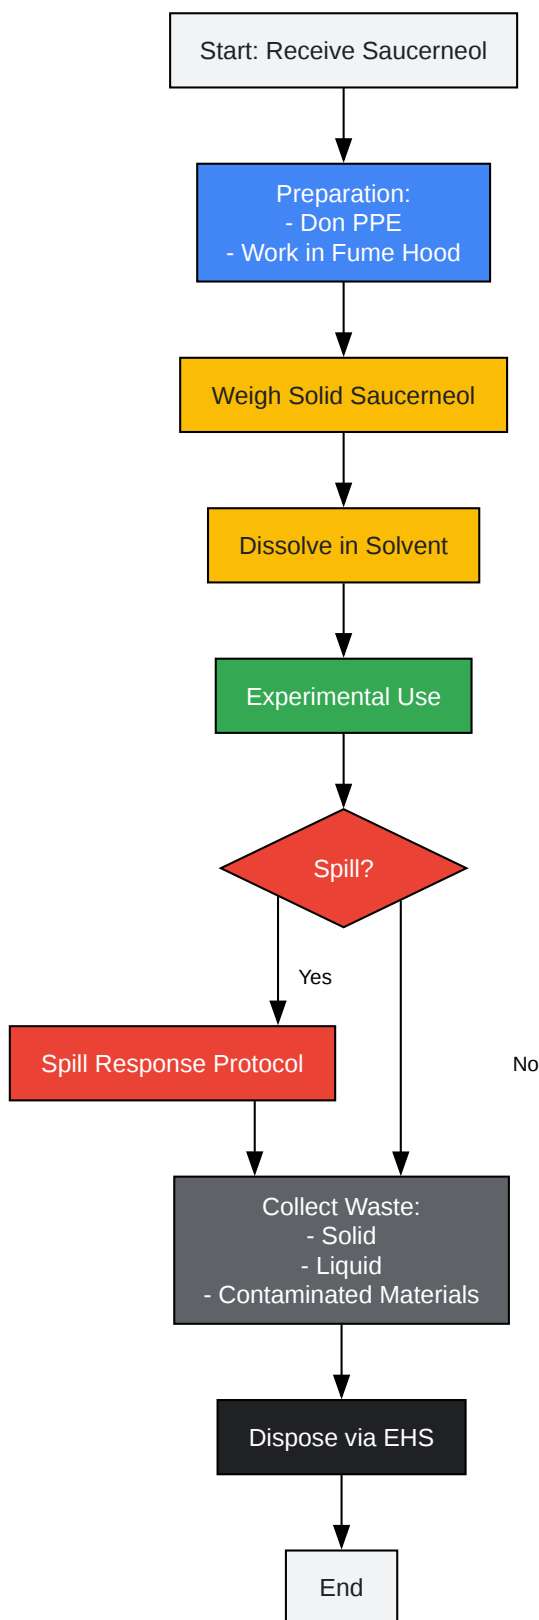 Start: Receive Saucerneol
Preparation:
- Don PPE
- Work in Fume Hood
Weigh Solid Saucerneol
Dissolve in Solvent
Experimental Use
Spill?
Yes
Spill Response Protocol
No
Collect Waste:
- Solid
- Liquid
- Contaminated Materials
Dispose via EHS
End